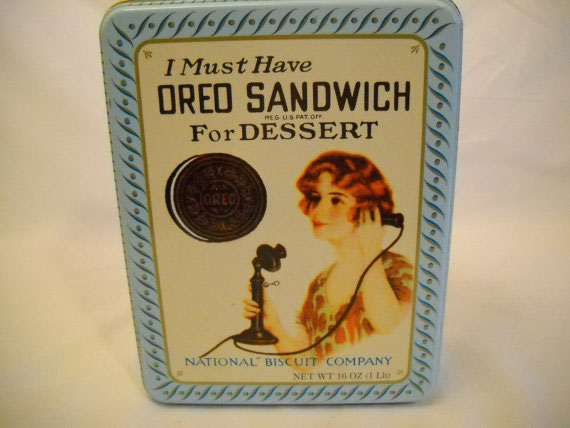 I Must Have
OREO SANDWICH
REG. U.S. PAT. OFF.
For DESSERT
OREO
NATIONAL BISCUIT COMPANY
NET WT 16 OZ (1 Lb)